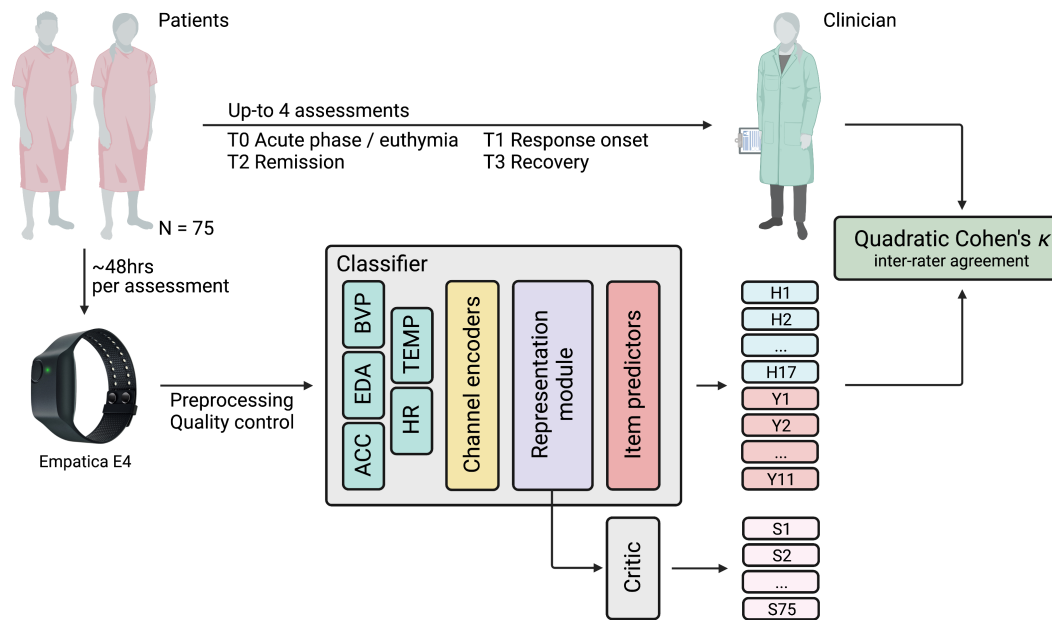 Patients
Clinician
Up-to 4 assessments
T0 Acute phase / euthymia
T1 Response onset
T2 Remission
T3 Recovery
N = 75
~48hrs
per assessment
Empatica E4
Preprocessing
Quality control
Classifier
BVP
EDA
ACC
TEMP
HR
Channel encoders
Representation
module
Item predictors
Critic
H1
H2
...
H17
Y1
Y2
...
Y11
S1
S2
...
S75
Quadratic Cohen's κ
inter-rater agreement